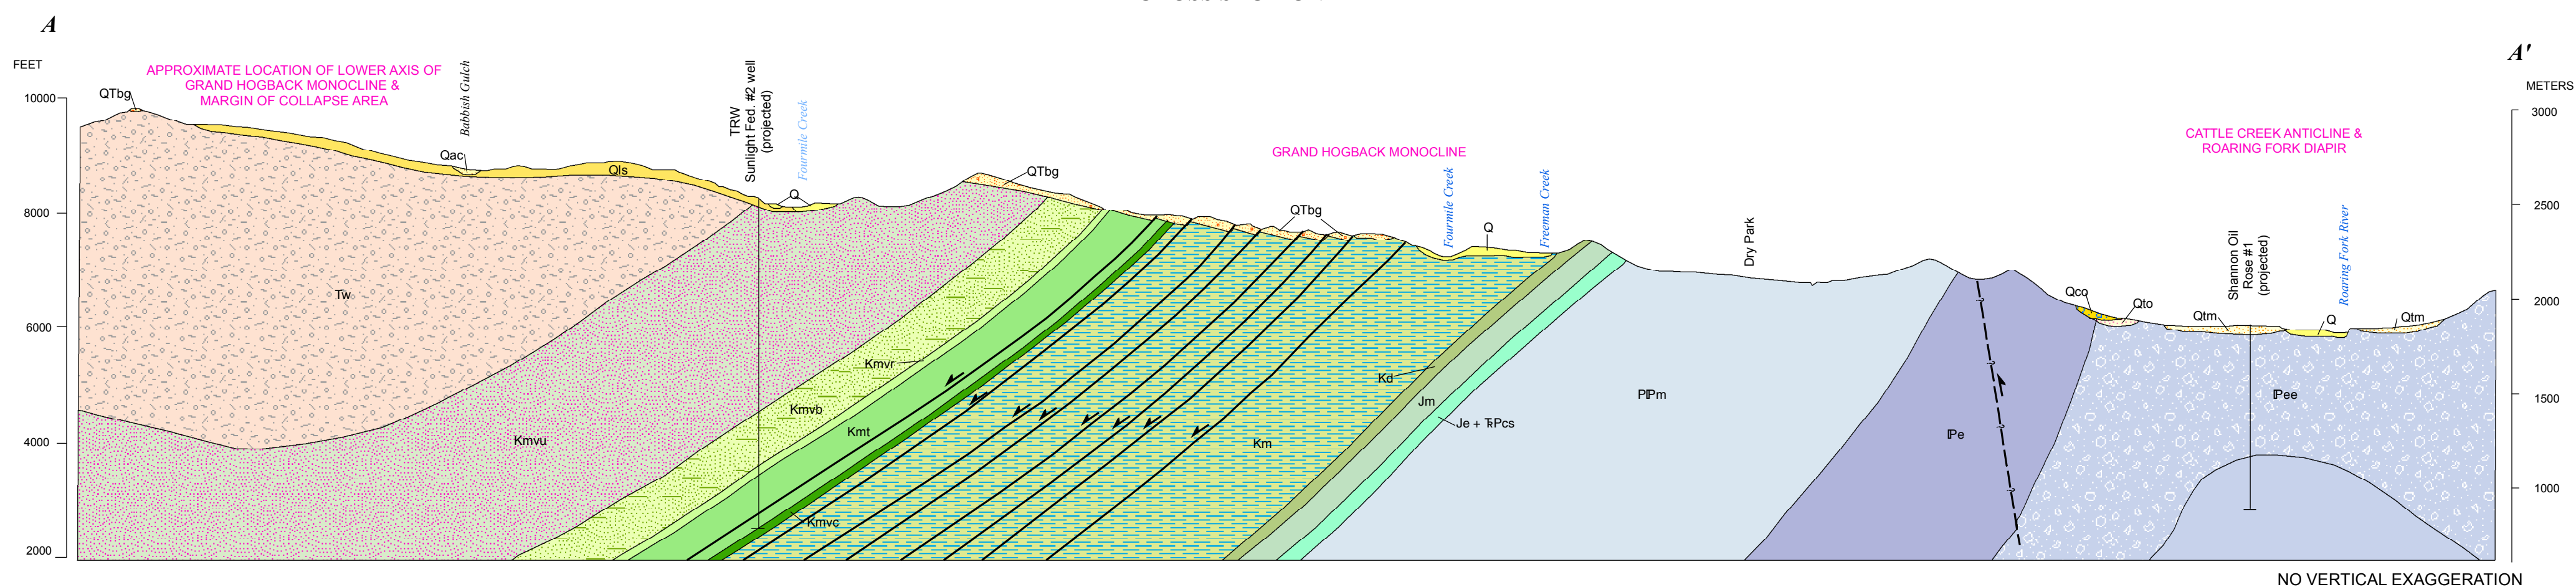 A
A'
FEET
METERS
APPROXIMATE LOCATION OF LOWER AXIS OF
GRAND HOGBACK MONOCLINE &
MARGIN OF COLLAPSE AREA
Babbish Gulch
TRW
Sunlight Fed. #2 well
(projected)
Fourmile Creek
GRAND HOGBACK MONOCLINE
Fourmile Creek
Freeman Creek
Dry Park
CATTLE CREEK ANTICLINE &
ROARING FORK DIAPIR
Shannon Oil
Rose #1
(projected)
Roaring Fork River
10000
8000
6000
4000
2000
3000
2500
2000
1500
1000
QTbg
Qac
Qls
Q
QTbg
QTbg
Q
Qco
Qto
Qtm
Q
Qtm
Tw
Kmvu
Kmvr
Kmvb
Kmt
Kmvc
Km
Kd
Jm
Je + TRPcs
PIPm
IPe
IPee
? ? ? ?
NO VERTICAL EXAGGERATION